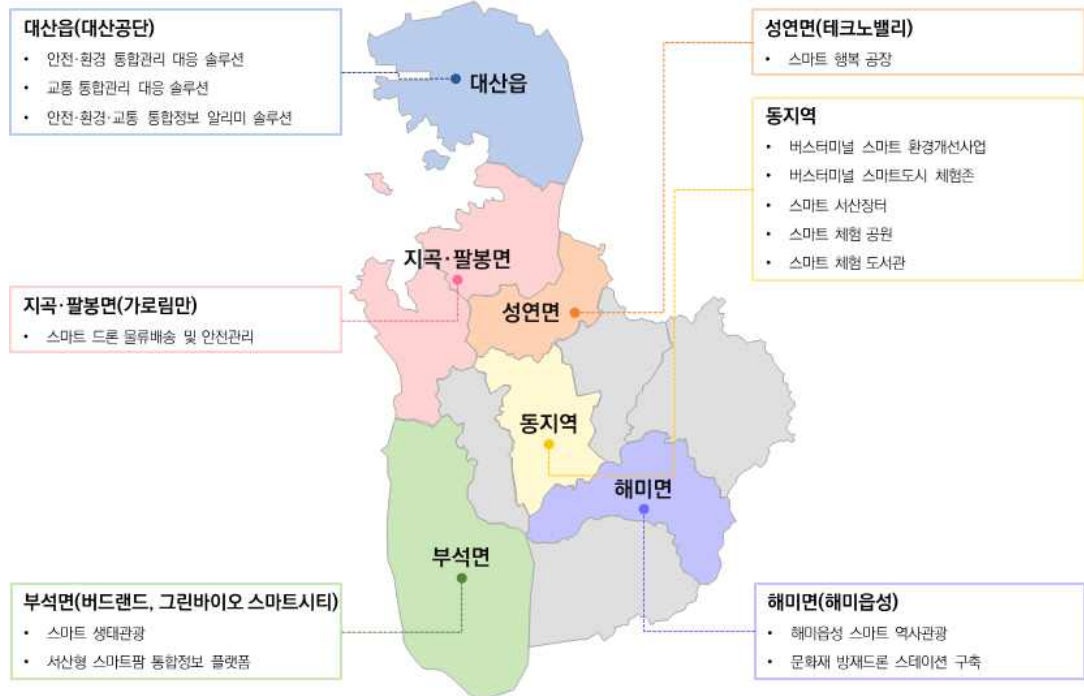 대산읍(대산공단)
• 안전·환경 통합관리 대응 솔루션
• 교통 통합관리 대응 솔루션
• 안전·환경·교통 통합정보 알리미 솔루션
성연면(테크노밸리)
• 스마트 행복 공장
동지역
• 버스터미널 스마트 환경개선사업
• 버스터미널 스마트도시 체험존
• 스마트 서산장터
• 스마트 체험 공원
• 스마트 체험 도서관
대산읍
지곡·팔봉면
성연면
지곡·팔봉면(가로림만)
• 스마트 드론 물류배송 및 안전관리
동지역
해미면
부석면
부석면(버드랜드, 그린바이오 스마트시티)
• 스마트 생태관광
• 서산형 스마트팜 통합정보 플랫폼
해미면(해미읍성)
• 해미읍성 스마트 역사관광
• 문화재 방재드론 스테이션 구축